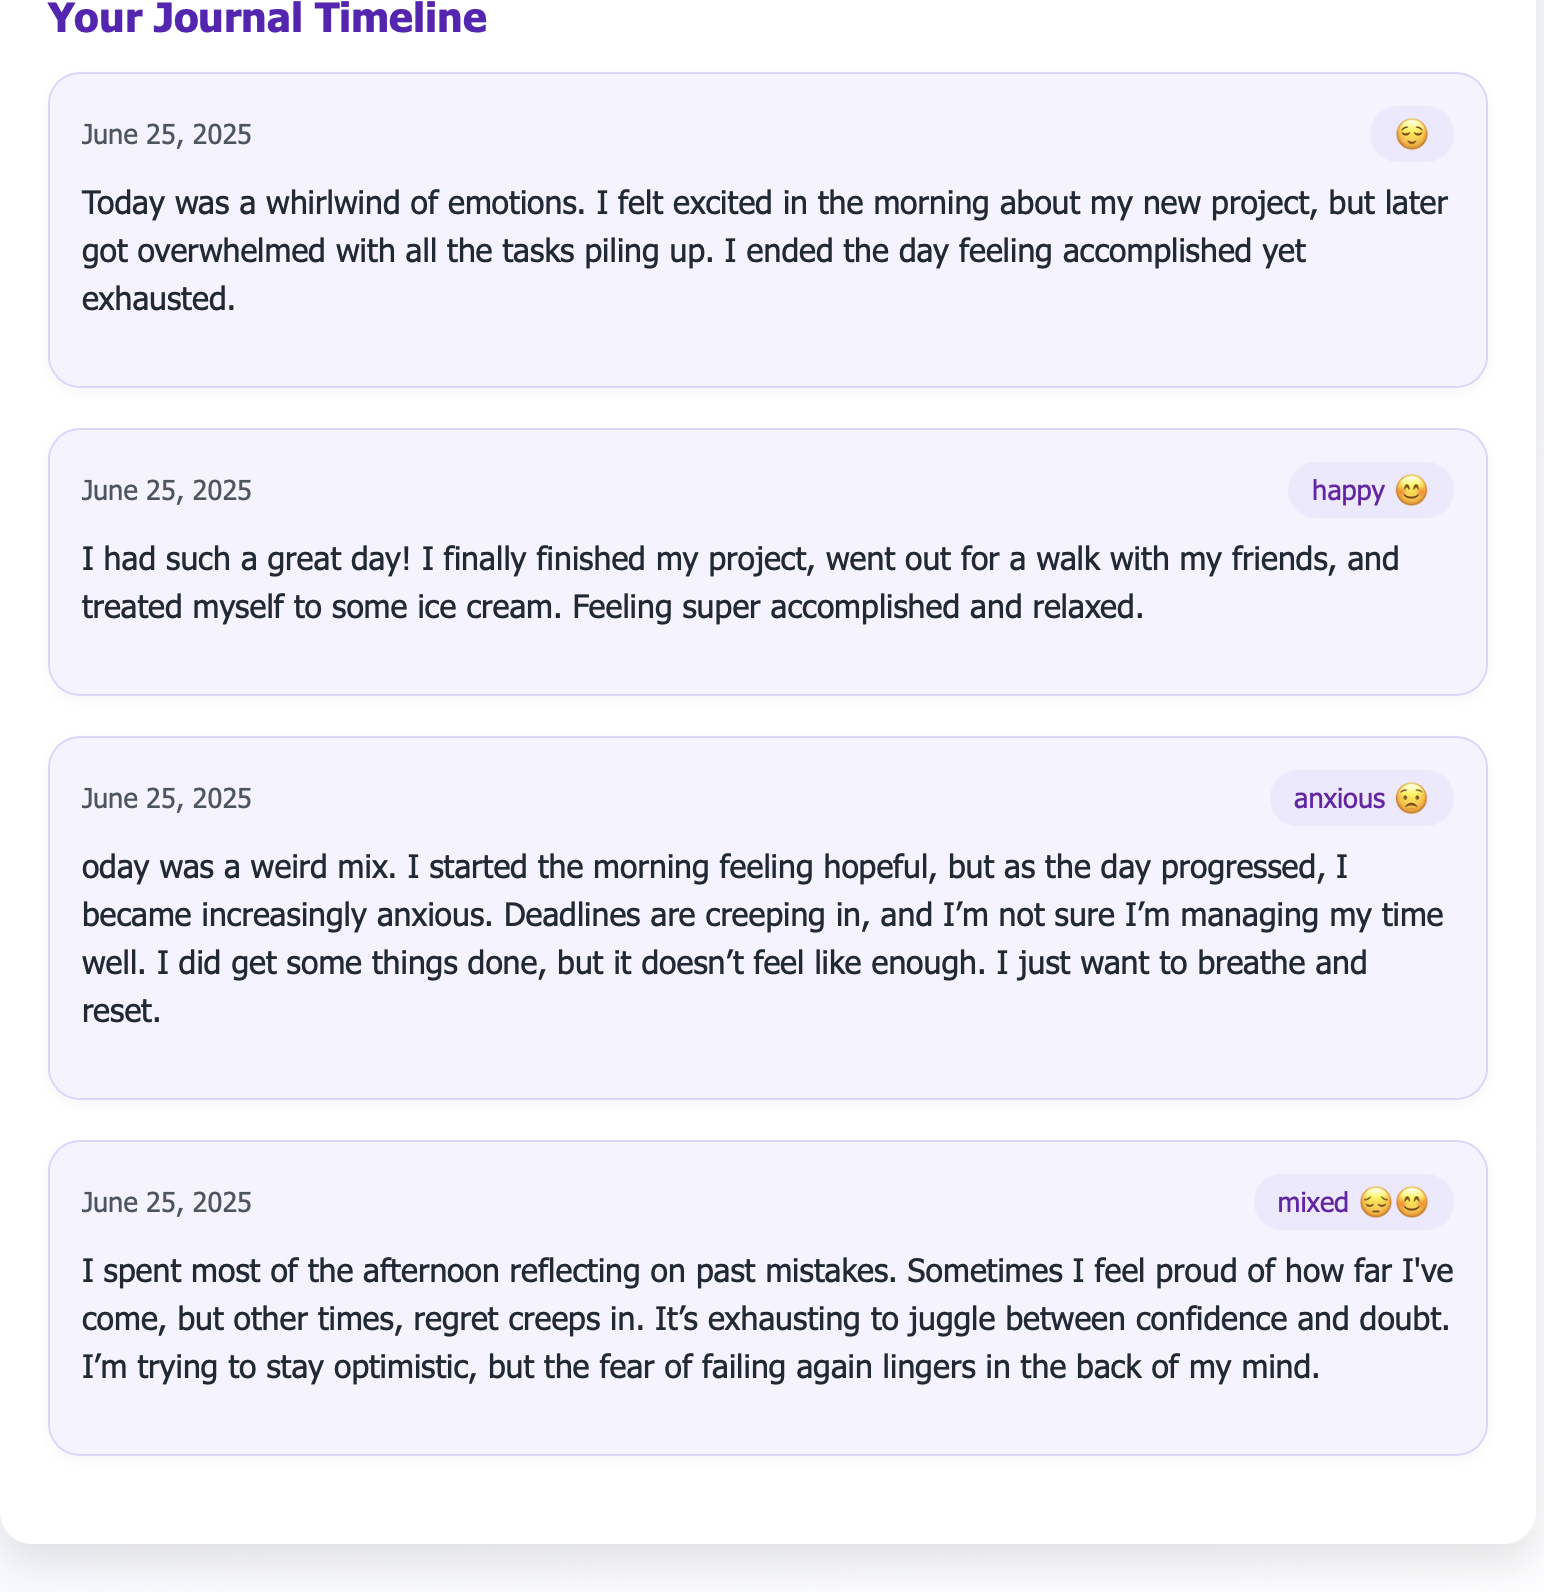 Your Journal Timeline
June 25, 2025
😌
Today was a whirlwind of emotions. I felt excited in the morning about my new project, but later
got overwhelmed with all the tasks piling up. I ended the day feeling accomplished yet
exhausted.
June 25, 2025
happy 😊
I had such a great day! I finally finished my project, went out for a walk with my friends, and
treated myself to some ice cream. Feeling super accomplished and relaxed.
June 25, 2025
anxious 😟
oday was a weird mix. I started the morning feeling hopeful, but as the day progressed, I
became increasingly anxious. Deadlines are creeping in, and I’m not sure I’m managing my time
well. I did get some things done, but it doesn’t feel like enough. I just want to breathe and
reset.
June 25, 2025
mixed 😔😊
I spent most of the afternoon reflecting on past mistakes. Sometimes I feel proud of how far I've
come, but other times, regret creeps in. It’s exhausting to juggle between confidence and doubt.
I’m trying to stay optimistic, but the fear of failing again lingers in the back of my mind.